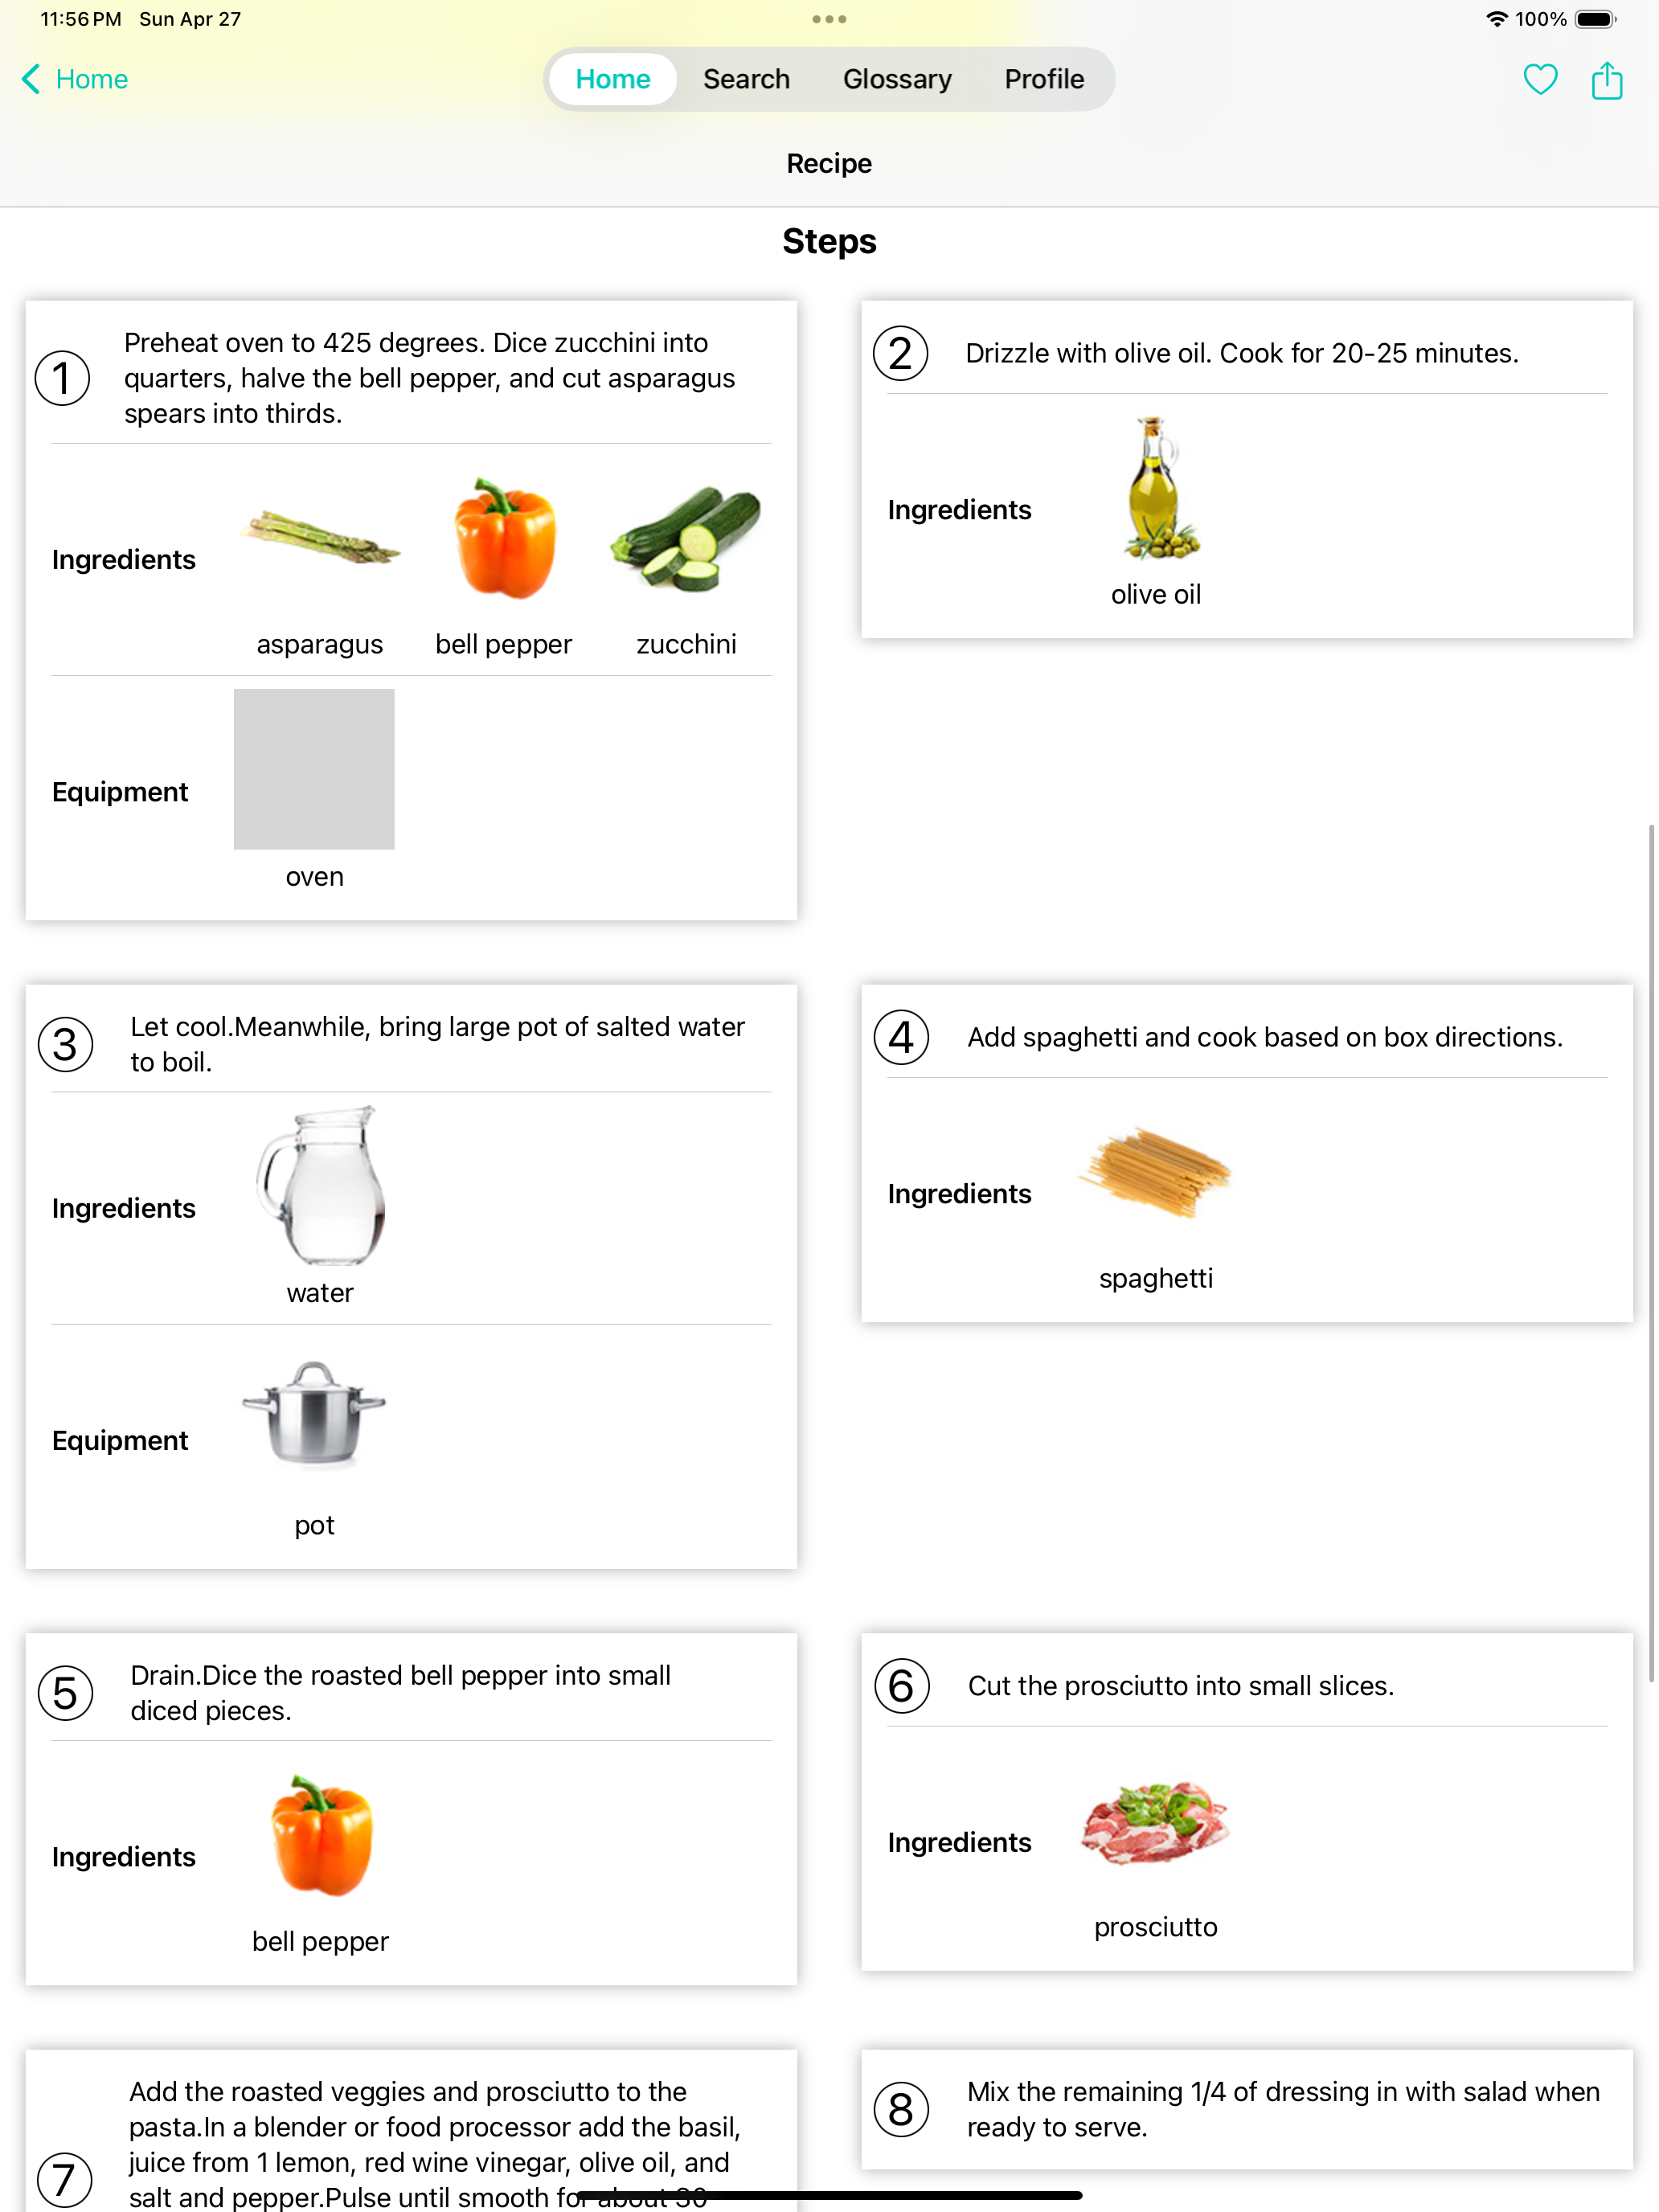 11:56 PM Sun Apr 27
100%
Home
Home Search Glossary Profile
Recipe
Steps
1
Preheat oven to 425 degrees. Dice zucchini into
quarters, halve the bell pepper, and cut asparagus
spears into thirds.
Ingredients
asparagus bell pepper zucchini
Equipment
oven
2
Drizzle with olive oil. Cook for 20-25 minutes.
Ingredients
olive oil
3
Let cool.Meanwhile, bring large pot of salted water
to boil.
Ingredients
water
Equipment
pot
4
Add spaghetti and cook based on box directions.
Ingredients
spaghetti
5
Drain.Dice the roasted bell pepper into small
diced pieces.
Ingredients
bell pepper
6
Cut the prosciutto into small slices.
Ingredients
prosciutto
7
Add the roasted veggies and prosciutto to the
pasta.In a blender or food processor add the basil,
juice from 1 lemon, red wine vinegar, olive oil, and
salt and pepper.Pulse until smooth for about 30
8
Mix the remaining 1/4 of dressing in with salad when
ready to serve.